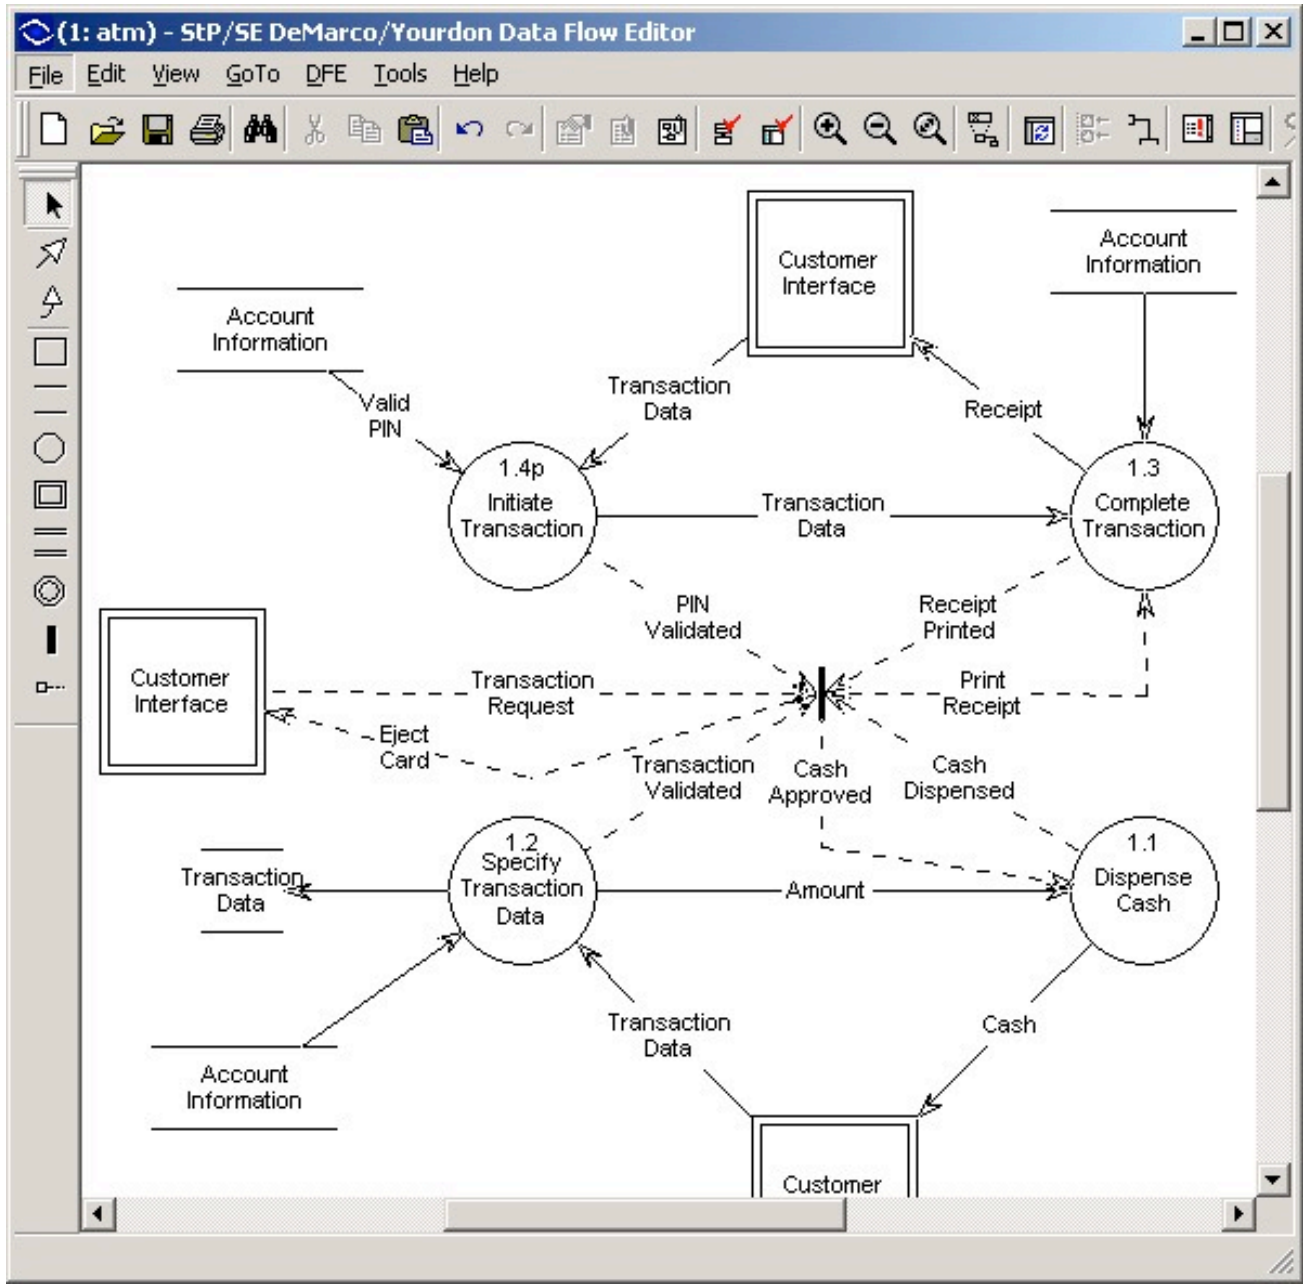 (1: atm) - StP/SE DeMarco/Yourdon Data Flow Editor
File Edit View GoTo DFE Tools Help
Customer
Interface
Account
Information
Account
Information
Transaction
Data
Receipt
Valid
PIN
1.4p
Initiate
Transaction
Transaction
Data
1.3
Complete
Transaction
PIN
Validated
Receipt
Printed
Customer
Interface
Transaction
Request
Print
Receipt
Eject
Card
Transaction
Validated
Cash
Approved
Cash
Dispensed
Transaction
Data
1.2
Specify
Transaction
Data
Amount
1.1
Dispense
Cash
Transaction
Data
Cash
Account
Information
Customer